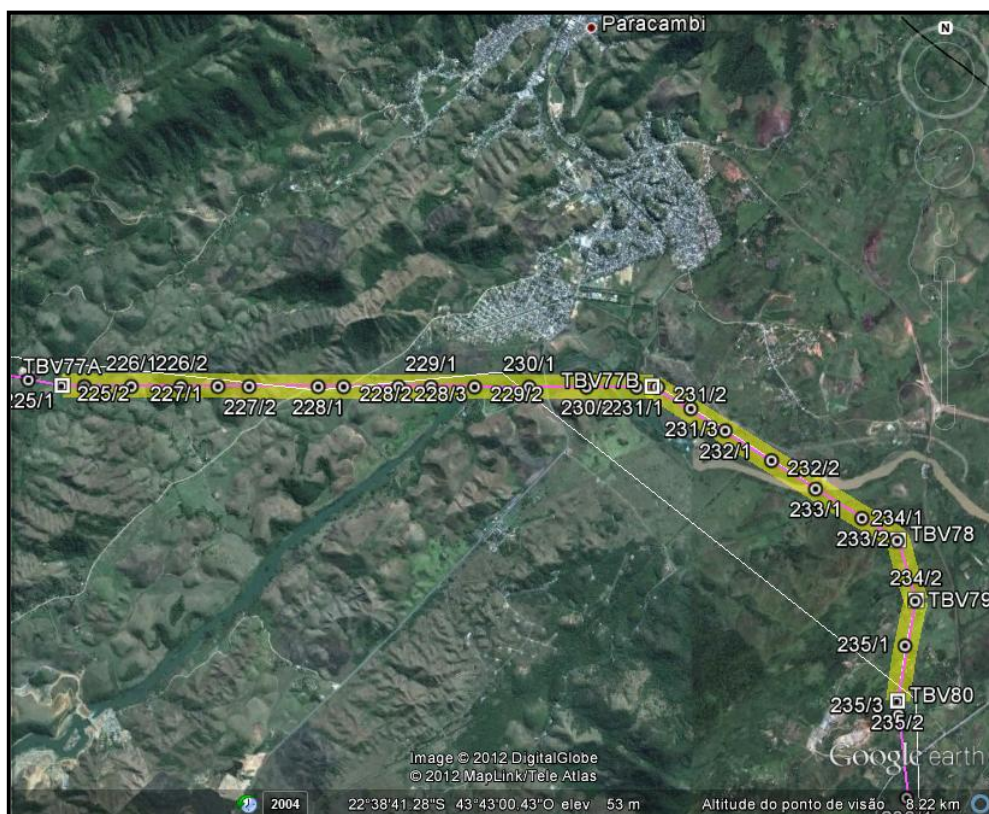 Paracambi
N
TBV77A
226/1
226/2
229/1
230/1
225/1
225/2
227/1
227/2
228/1
228/2
228/3
229/2
TBV77B
230/2
231/1
231/2
231/3
232/1
232/2
233/1
234/1
233/2
TBV78
234/2
TBV79
235/1
TBV80
235/3
235/2
Image © 2012 DigitalGlobe
© 2012 MapLink/Tele Atlas
Google earth
2004
22°38'41.28"S 43°43'00.43"O elev 53 m
Altitude do ponto de visão 8.22 km